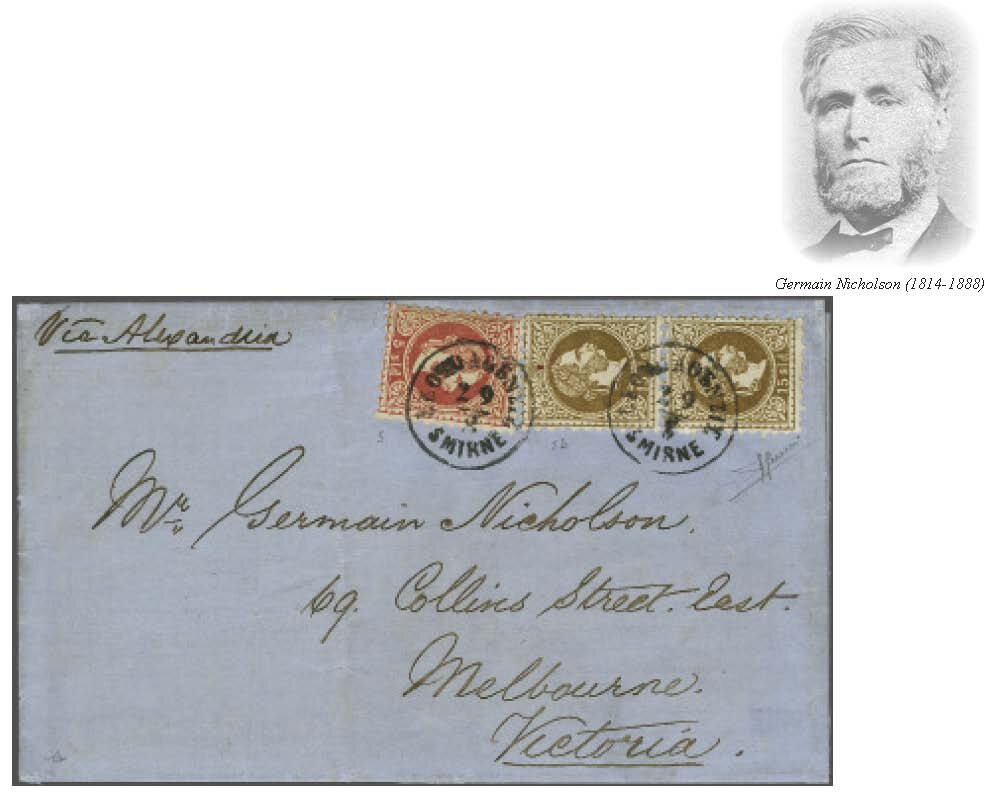 Germain Nicholson (1814-1888)
Via Alexandria
SMIRNE
SMIRNE
Mr Germain Nicholson.
69. Collins Street. East.
Melbourne.
Victoria.